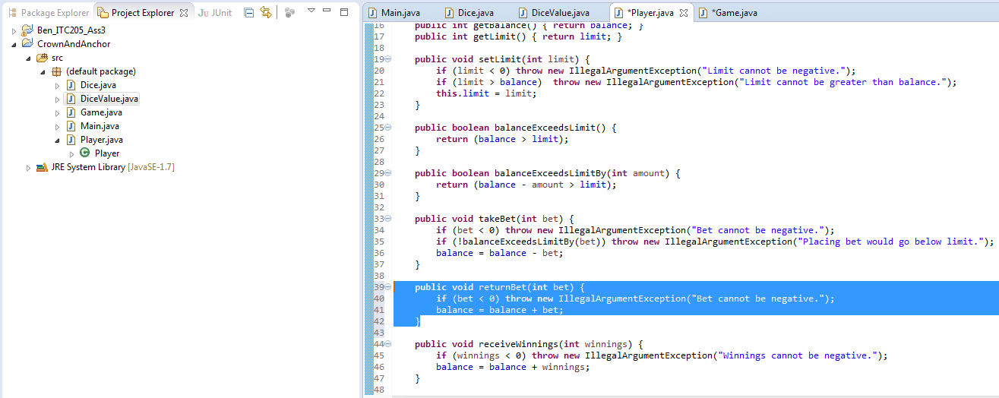 Package Explorer Project Explorer JUnit
Ben_ITC205_Ass3
CrownAndAnchor
src
(default package)
Dice.java
DiceValue.java
Game.java
Main.java
Player.java
Player
JRE System Library [JavaSE-1.7]
Main.java Dice.java DiceValue.java *Player.java *Game.java
16 public int getBalance() { return balance; }
17 public int getLimit() { return limit; }
18
19 public void setLimit(int limit) {
20 if (limit < 0) throw new IllegalArgumentException("Limit cannot be negative.");
21 if (limit > balance)  throw new IllegalArgumentException("Limit cannot be greater than balance.");
22 this.limit = limit;
23 }
24
25 public boolean balanceExceedsLimit() {
26 return (balance > limit);
27 }
28
29 public boolean balanceExceedsLimitBy(int amount) {
30 return (balance - amount > limit);
31 }
32
33 public void takeBet(int bet) {
34 if (bet < 0) throw new IllegalArgumentException("Bet cannot be negative.");
35 if (!balanceExceedsLimitBy(bet)) throw new IllegalArgumentException("Placing bet would go below limit.");
36 balance = balance - bet;
37 }
38
39 public void returnBet(int bet) {
40 if (bet < 0) throw new IllegalArgumentException("Bet cannot be negative.");
41 balance = balance + bet;
42 }
43
44 public void receiveWinnings(int winnings) {
45 if (winnings < 0) throw new IllegalArgumentException("Winnings cannot be negative.");
46 balance = balance + winnings;
47 }
48